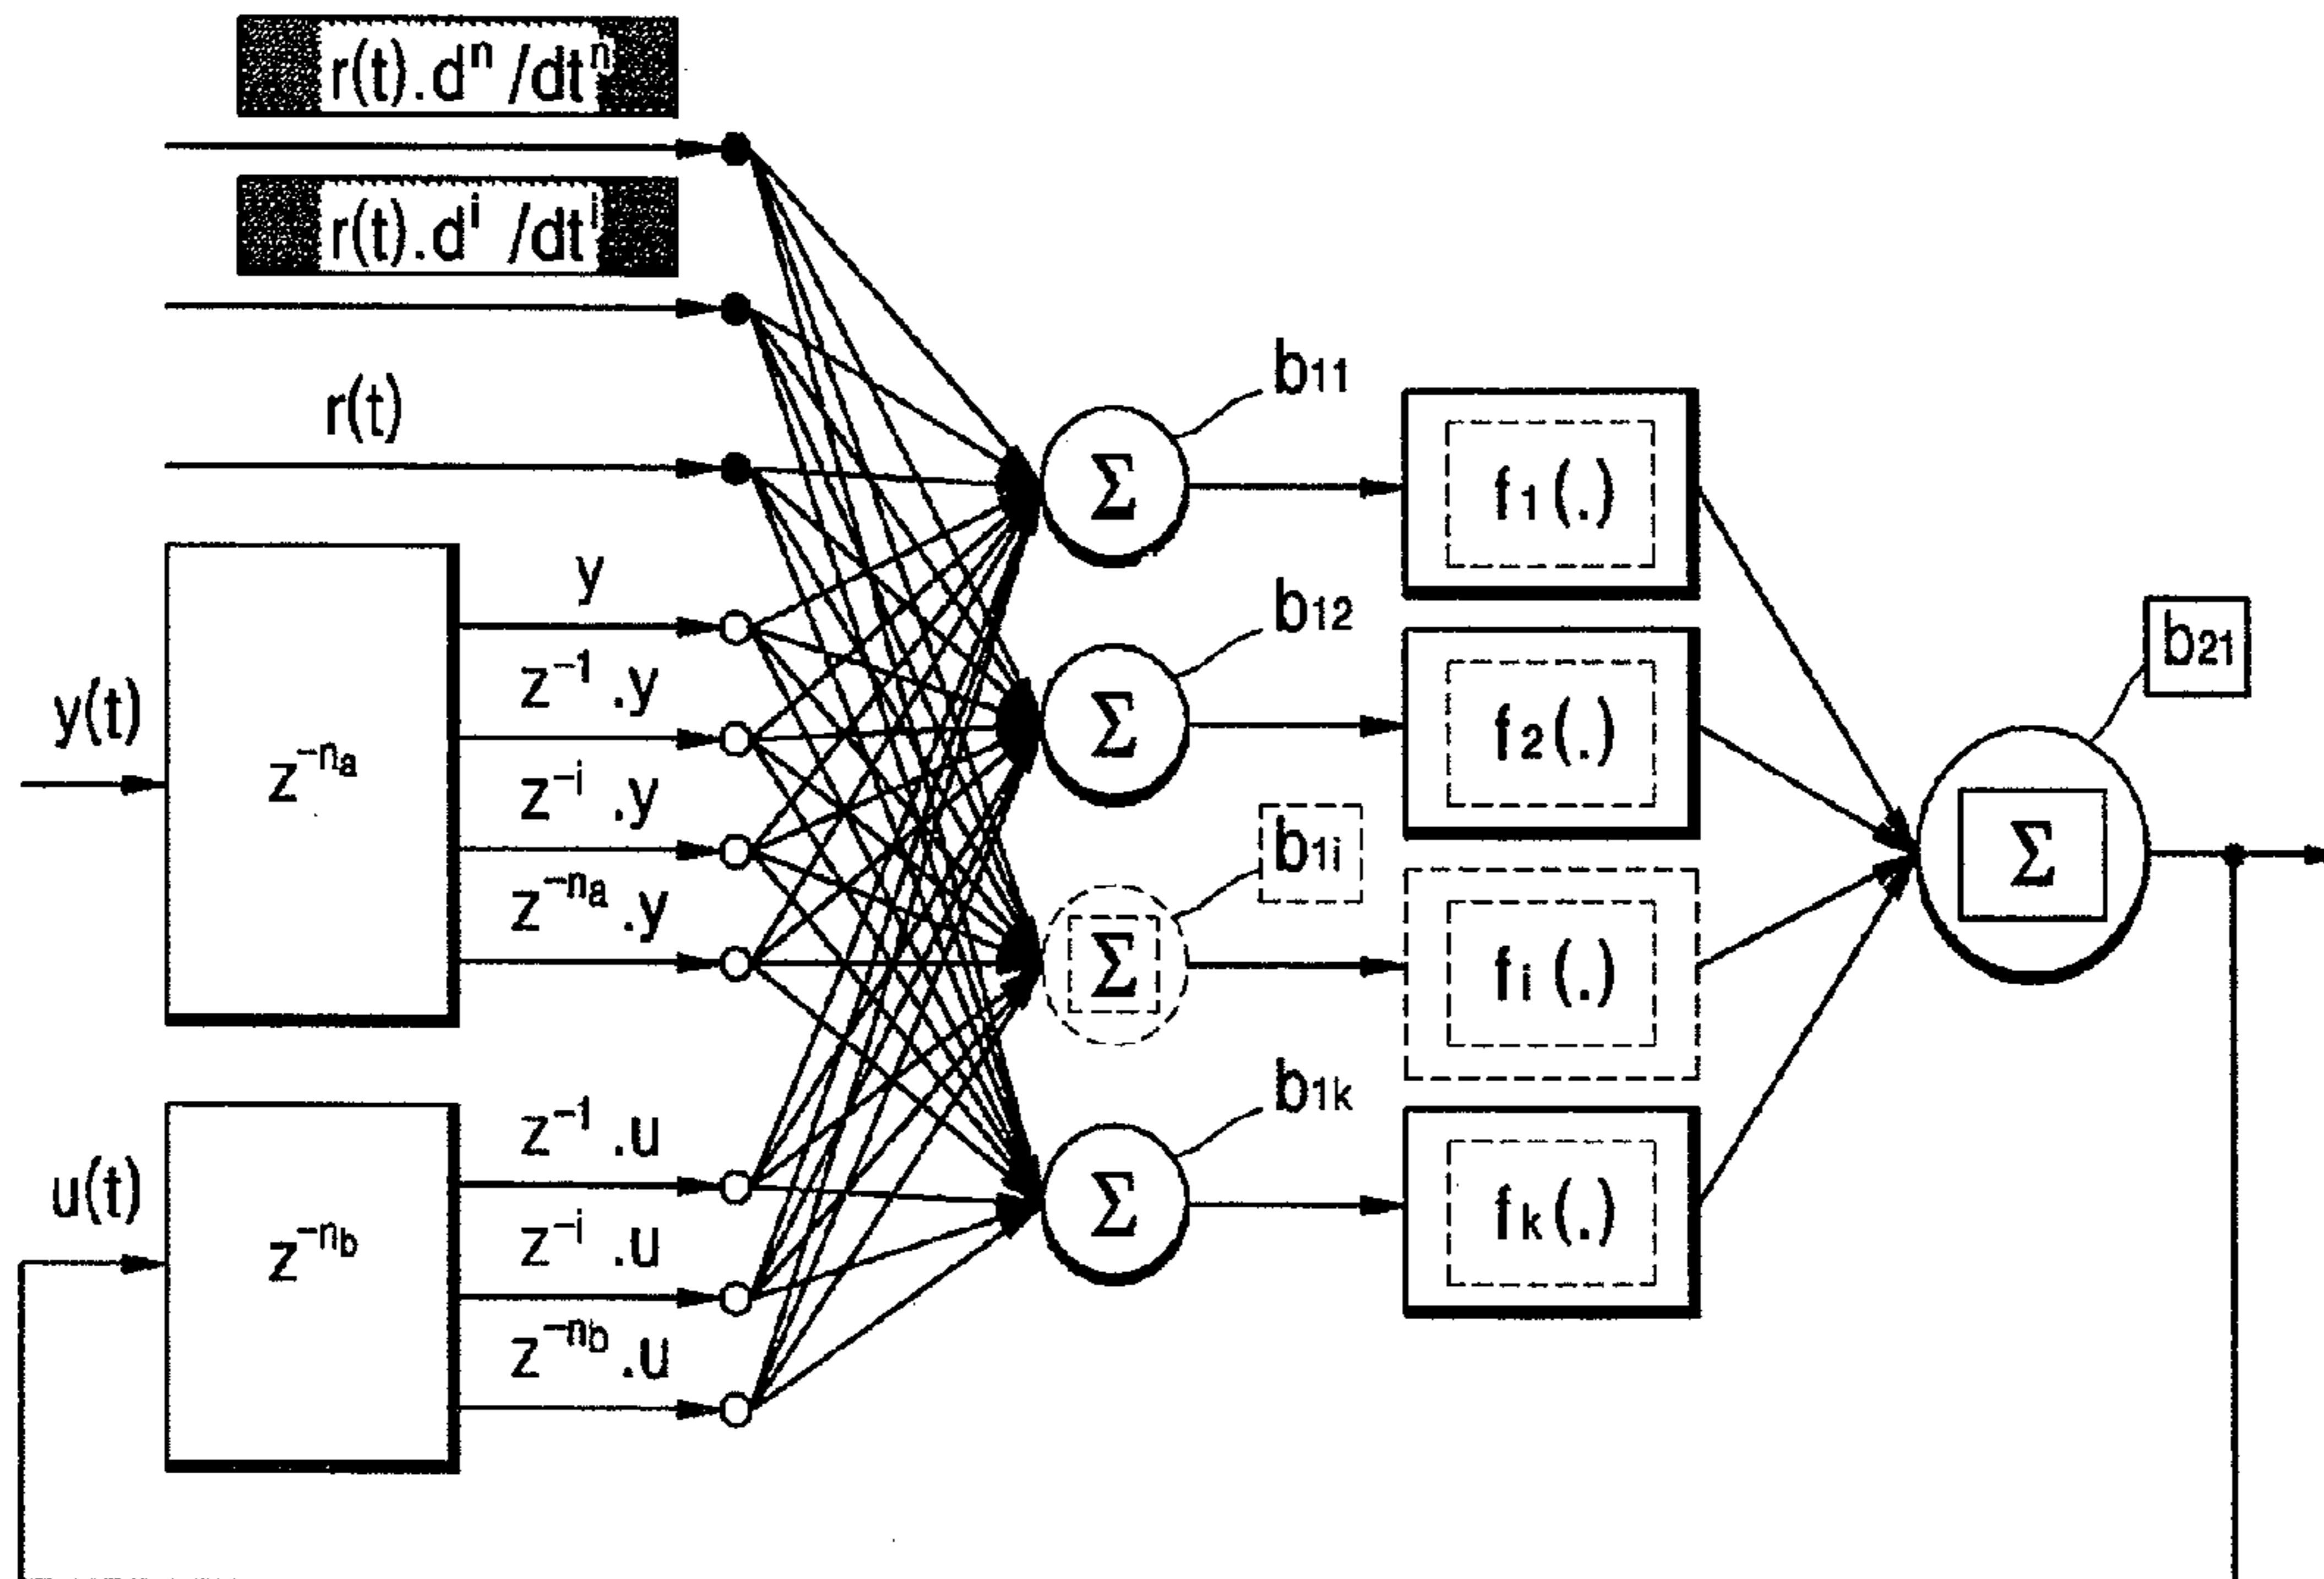 r(t).dⁿ/dtⁿ
r(t).dⁱ/dtⁱ
r(t)
y(t)
z⁻ⁿᵃ
y
z⁻¹.y
z⁻ⁱ.y
z⁻ⁿᵃ.y
u(t)
z⁻ⁿᵇ
z⁻¹.u
z⁻ⁱ.u
z⁻ⁿᵇ.u
b₁₁
Σ
f₁(.)
b₁₂
Σ
f₂(.)
b₁ᵢ
Σ
fᵢ(.)
b₁ₖ
Σ
fₖ(.)
b₂₁
Σ